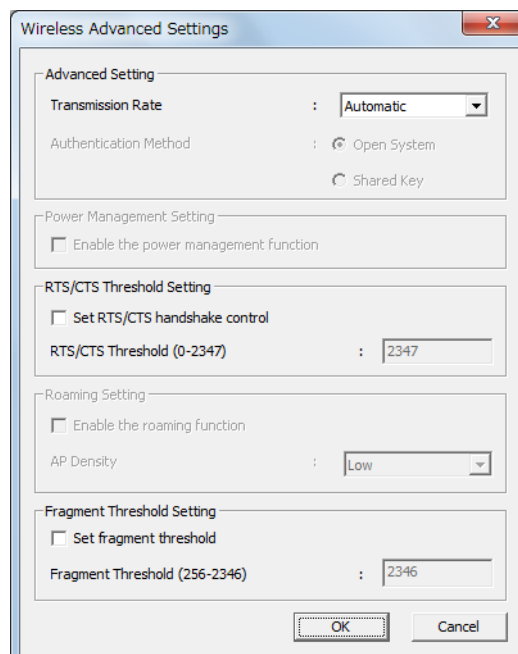 Wireless Advanced Settings
Advanced Setting
Transmission Rate : Automatic
Authentication Method : Open System
Shared Key
Power Management Setting
Enable the power management function
RTS/CTS Threshold Setting
Set RTS/CTS handshake control
RTS/CTS Threshold (0-2347) : 2347
Roaming Setting
Enable the roaming function
AP Density : Low
Fragment Threshold Setting
Set fragment threshold
Fragment Threshold (256-2346) : 2346
OK Cancel